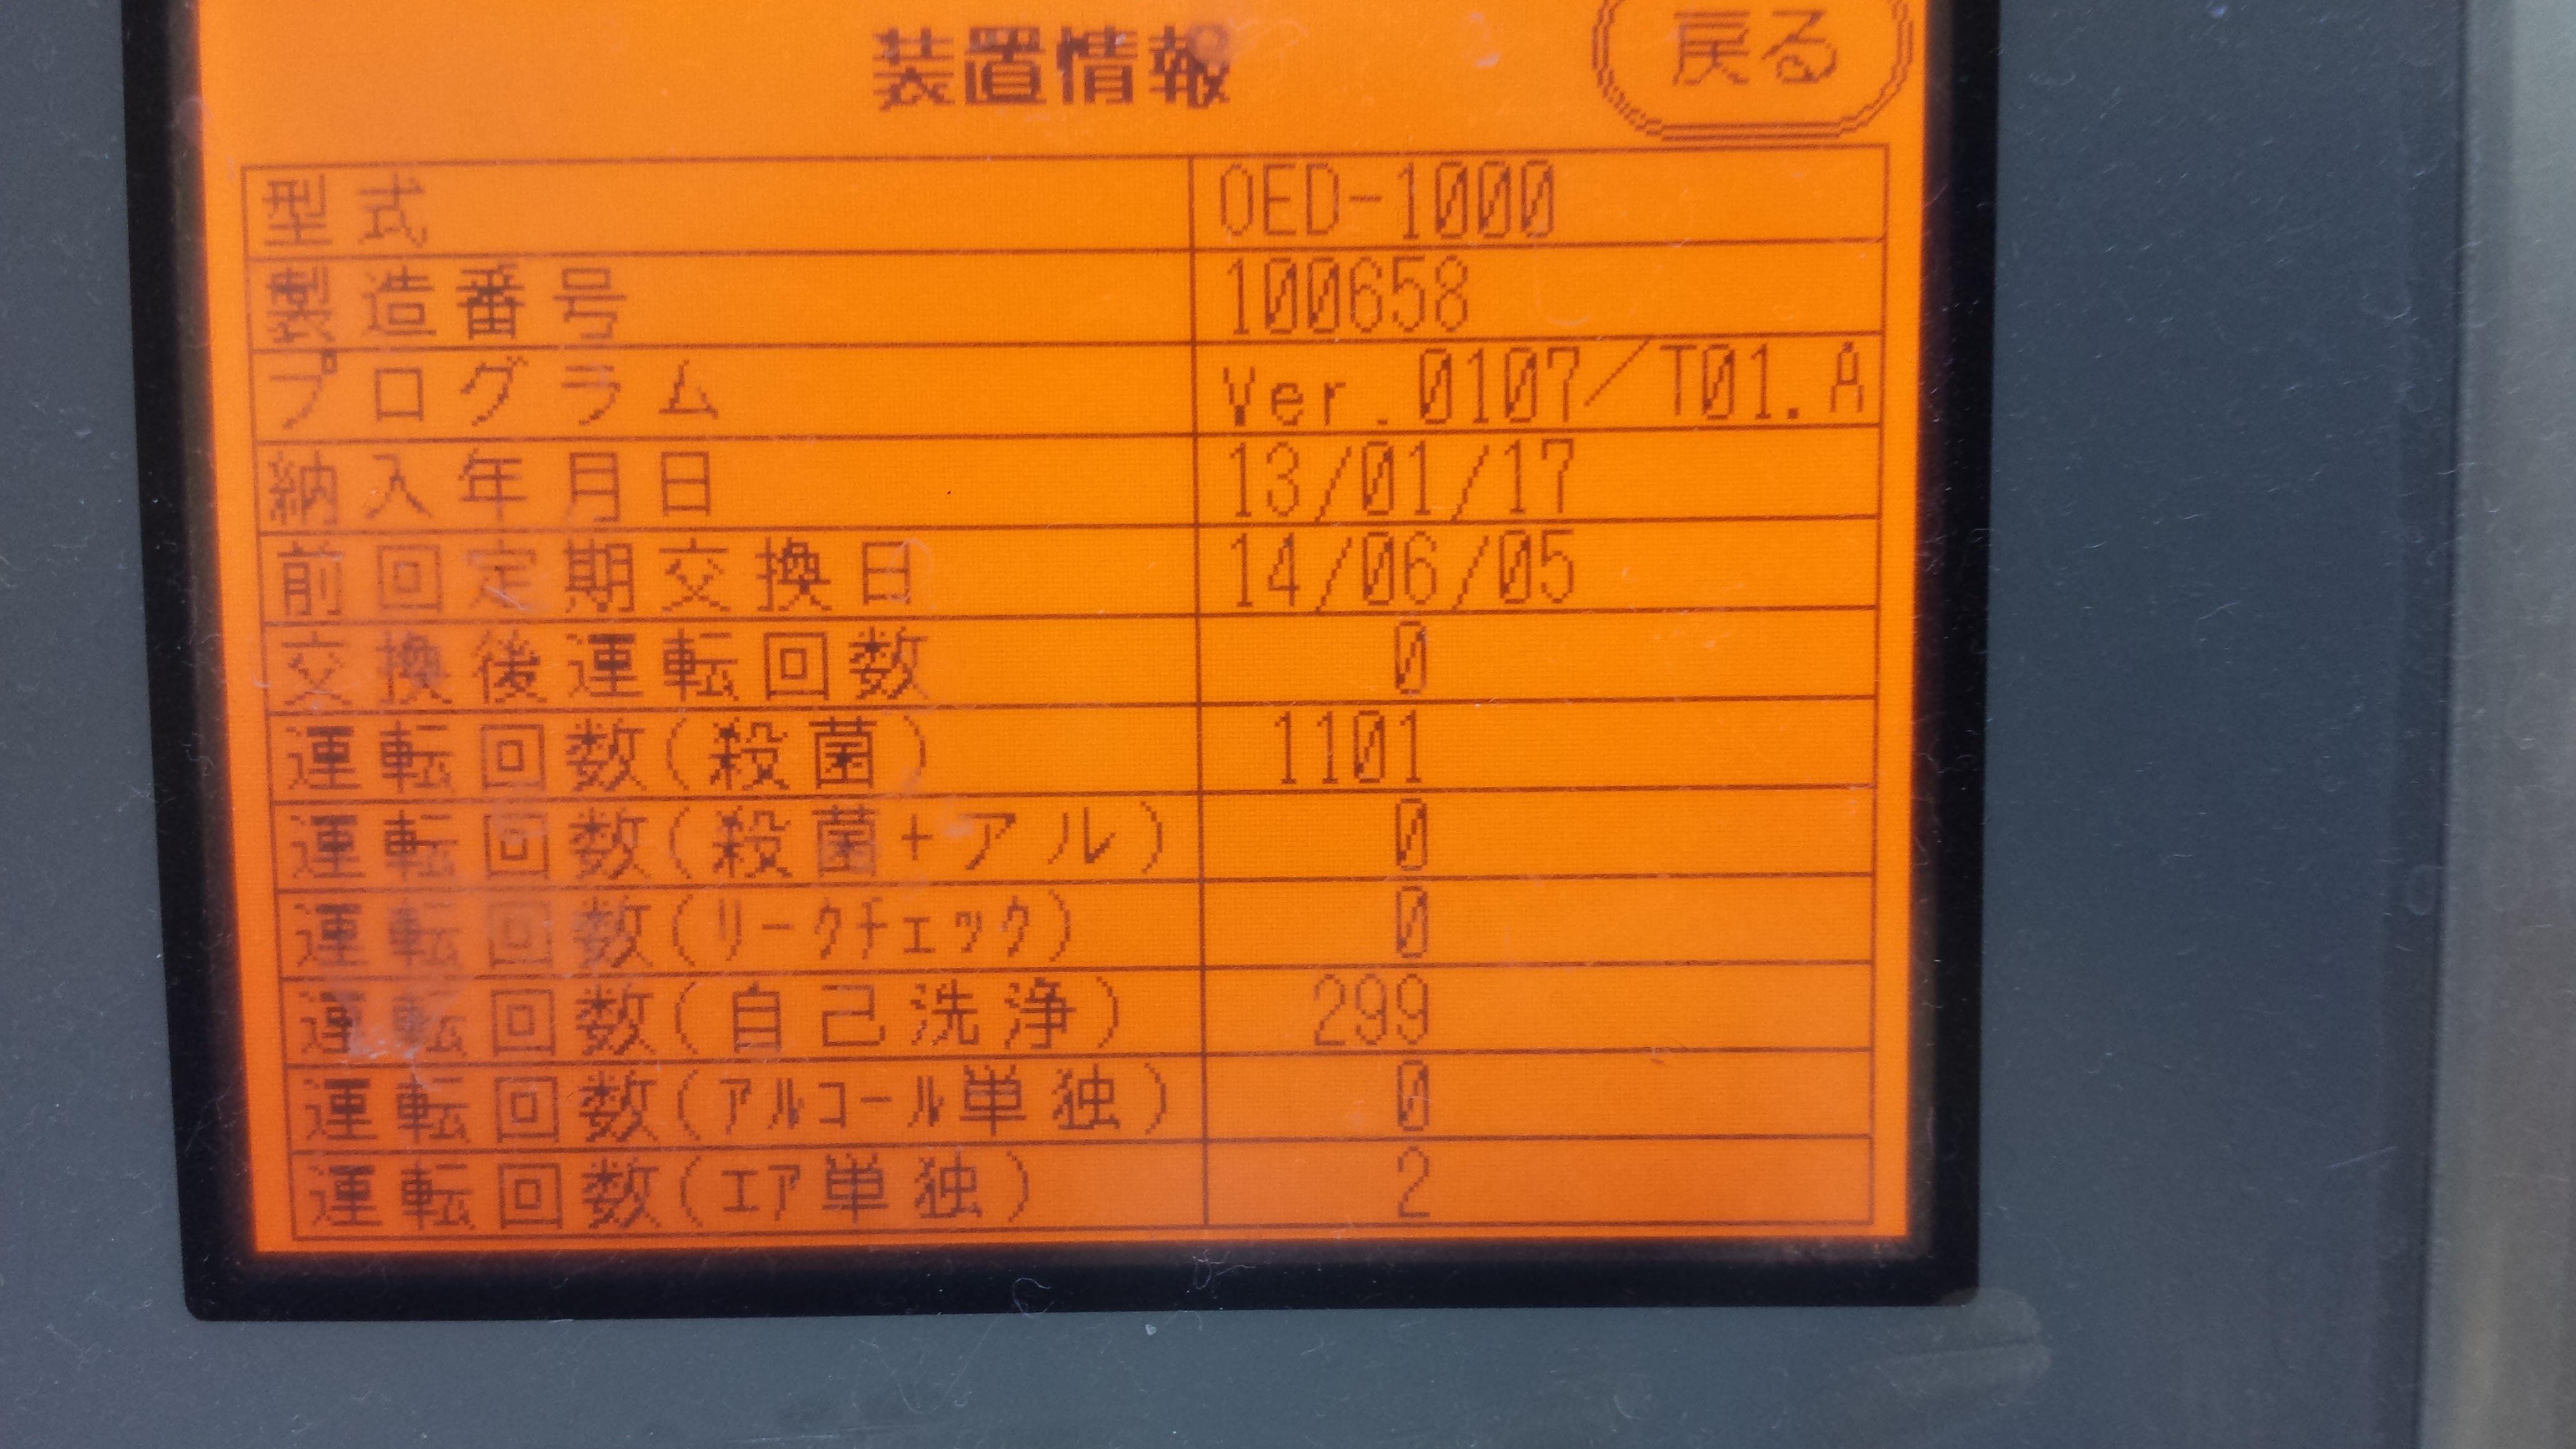 装置情報
戻る
型式 OED-1000
製造番号 100658
プログラム Ver.0107/T01.A
納入年月日 13/01/17
前回定期交換日 14/06/05
交換後運転回数 0
運転回数(殺菌) 1101
運転回数(殺菌+アル) 0
運転回数(ﾘｰｸﾁｪｯｸ) 0
運転回数(自己洗浄) 299
運転回数(ｱﾙｺｰﾙ単独) 0
運転回数(ｴｱ単独) 2